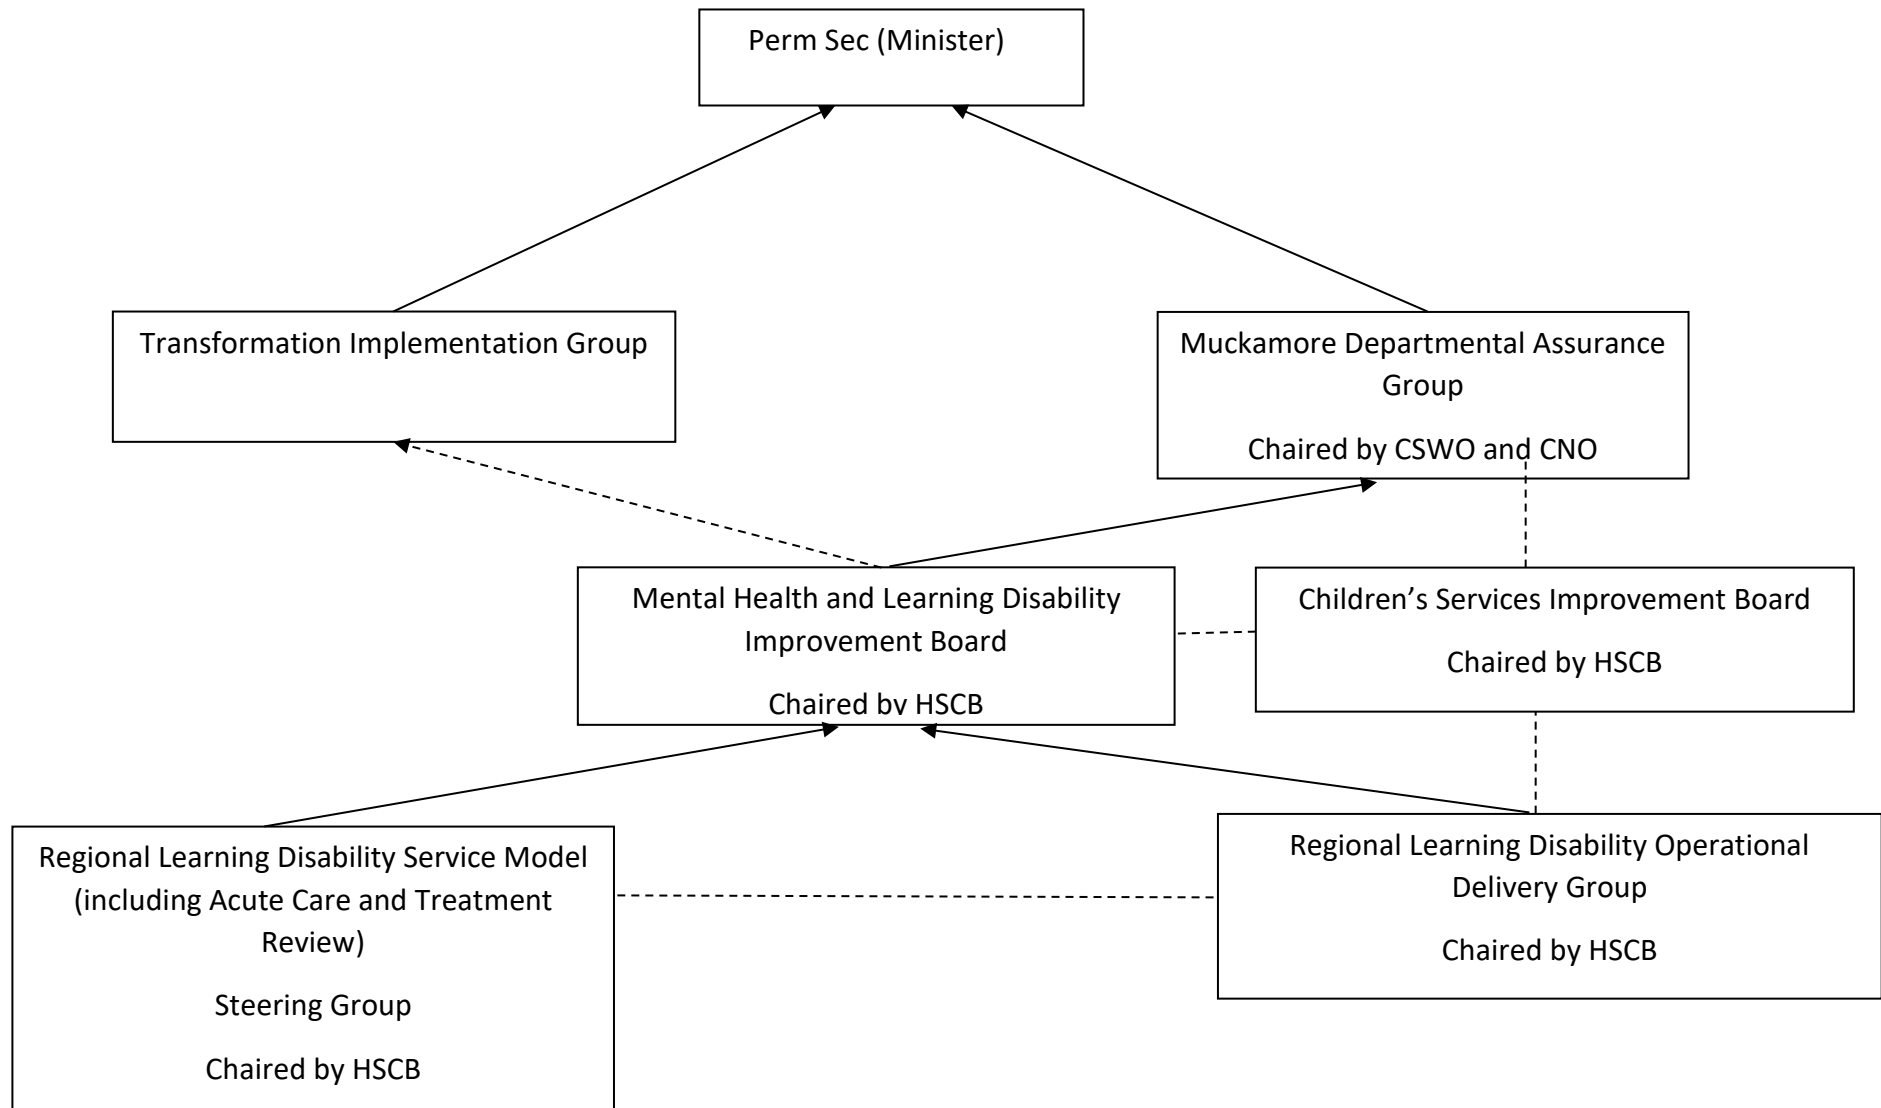 Perm Sec (Minister)
Transformation Implementation Group
Muckamore Departmental Assurance
Group
Chaired by CSWO and CNO
Mental Health and Learning Disability
Improvement Board
Chaired by HSCB
Children’s Services Improvement Board
Chaired by HSCB
Regional Learning Disability Service Model
(including Acute Care and Treatment
Review)
Steering Group
Chaired by HSCB
Regional Learning Disability Operational
Delivery Group
Chaired by HSCB